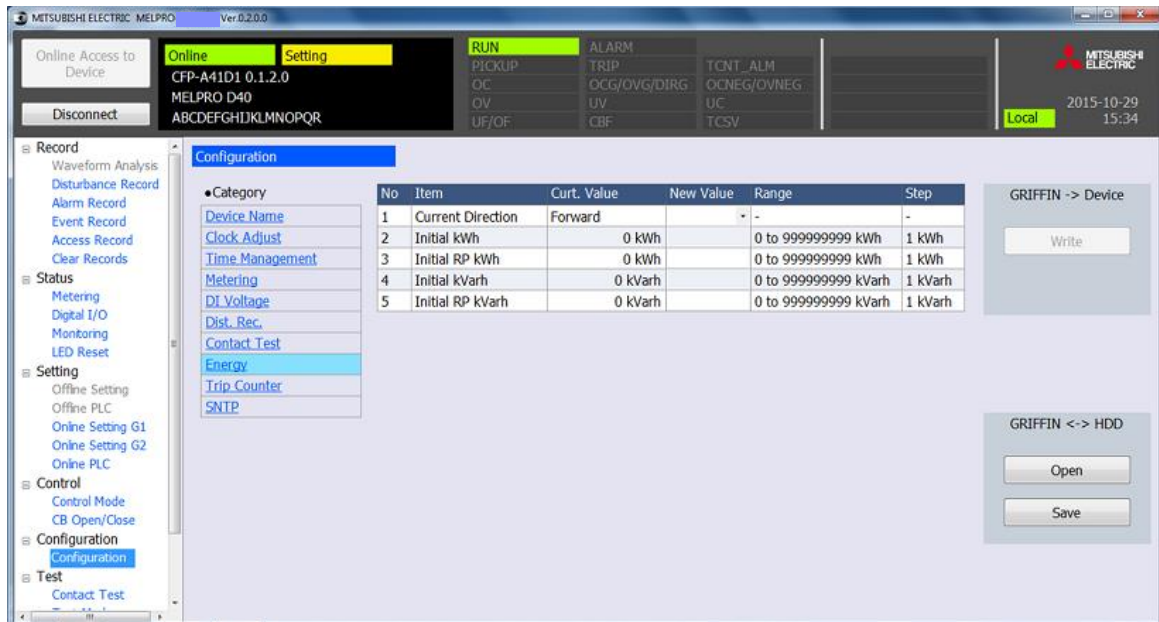 MITSUBISHI ELECTRIC MELPRO Ver.0.2.0.0
Online Access to
Device
Disconnect
Online Setting
CFP-A41D1 0.1.2.0
MELPRO D40
ABCDEFGHIJKLMNOPQR
RUN ALARM
PICKUP TRIP TCNT_ALM
OC OCG/OVG/DIRG OCNEG/OVNEG
OV UV UC
UF/OF CBF TCSV
MITSUBISHI
ELECTRIC
2015-10-29
Local 15:34
Record
Waveform Analysis
Disturbance Record
Alarm Record
Event Record
Access Record
Clear Records
Status
Metering
Digital I/O
Monitoring
LED Reset
Setting
Offline Setting
Offline PLC
Online Setting G1
Online Setting G2
Online PLC
Control
Control Mode
CB Open/Close
Configuration
Configuration
Test
Contact Test
Configuration
●Category
Device Name
Clock Adjust
Time Management
Metering
DI Voltage
Dist. Rec.
Contact Test
Energy
Trip Counter
SNTP
No Item Curt. Value New Value Range Step
1 Current Direction Forward - -
2 Initial kWh 0 kWh 0 to 999999999 kWh 1 kWh
3 Initial RP kWh 0 kWh 0 to 999999999 kWh 1 kWh
4 Initial kVarh 0 kVarh 0 to 999999999 kVarh 1 kVarh
5 Initial RP kVarh 0 kVarh 0 to 999999999 kVarh 1 kVarh
GRIFFIN -> Device
Write
GRIFFIN <-> HDD
Open
Save